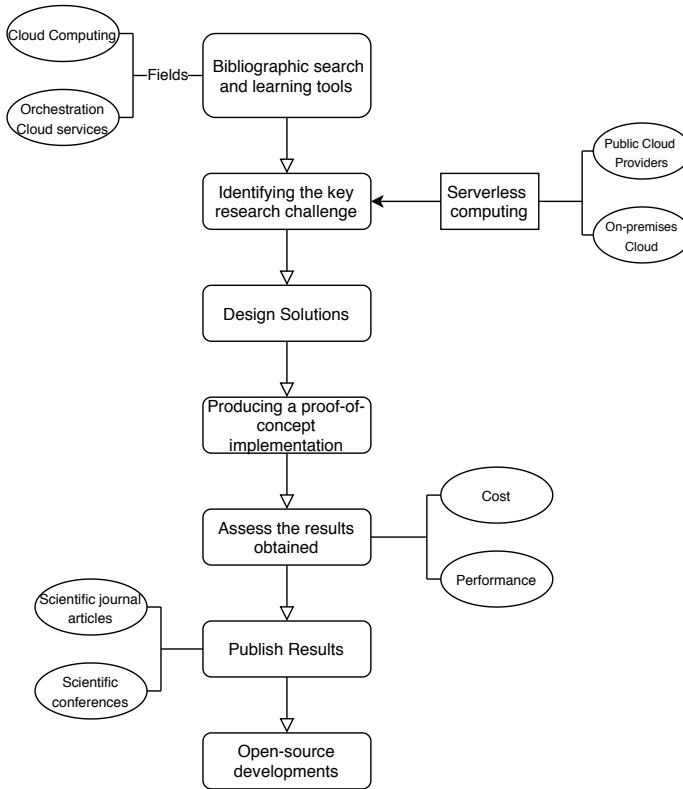 Cloud Computing
Fields
Orchestration
Cloud services
Bibliographic search
and learning tools
Identifying the key
research challenge
Serverless
computing
Public Cloud
Providers
On-premises
Cloud
Design Solutions
Producing a proof-of-
concept
implementation
Assess the results
obtained
Cost
Performance
Scientific journal
articles
Scientific
conferences
Publish Results
Open-source
developments